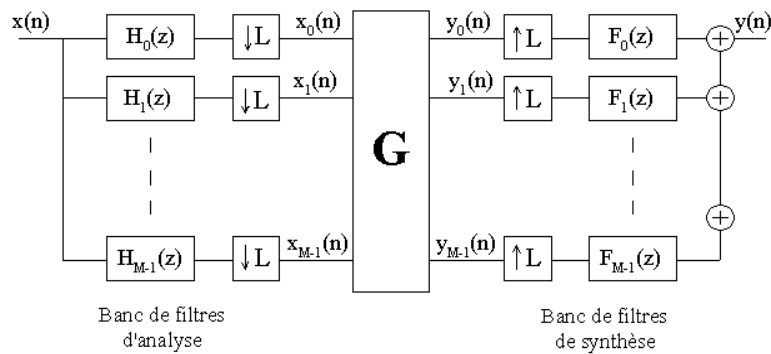 x(n) H0(z) ↓L x0(n) y0(n) ↑L F0(z) y(n)
H1(z) ↓L x1(n) y1(n) ↑L F1(z)
G
HM-1(z) ↓L xM-1(n) yM-1(n) ↑L FM-1(z)
Banc de filtres
d'analyse
Banc de filtres
de synthèse